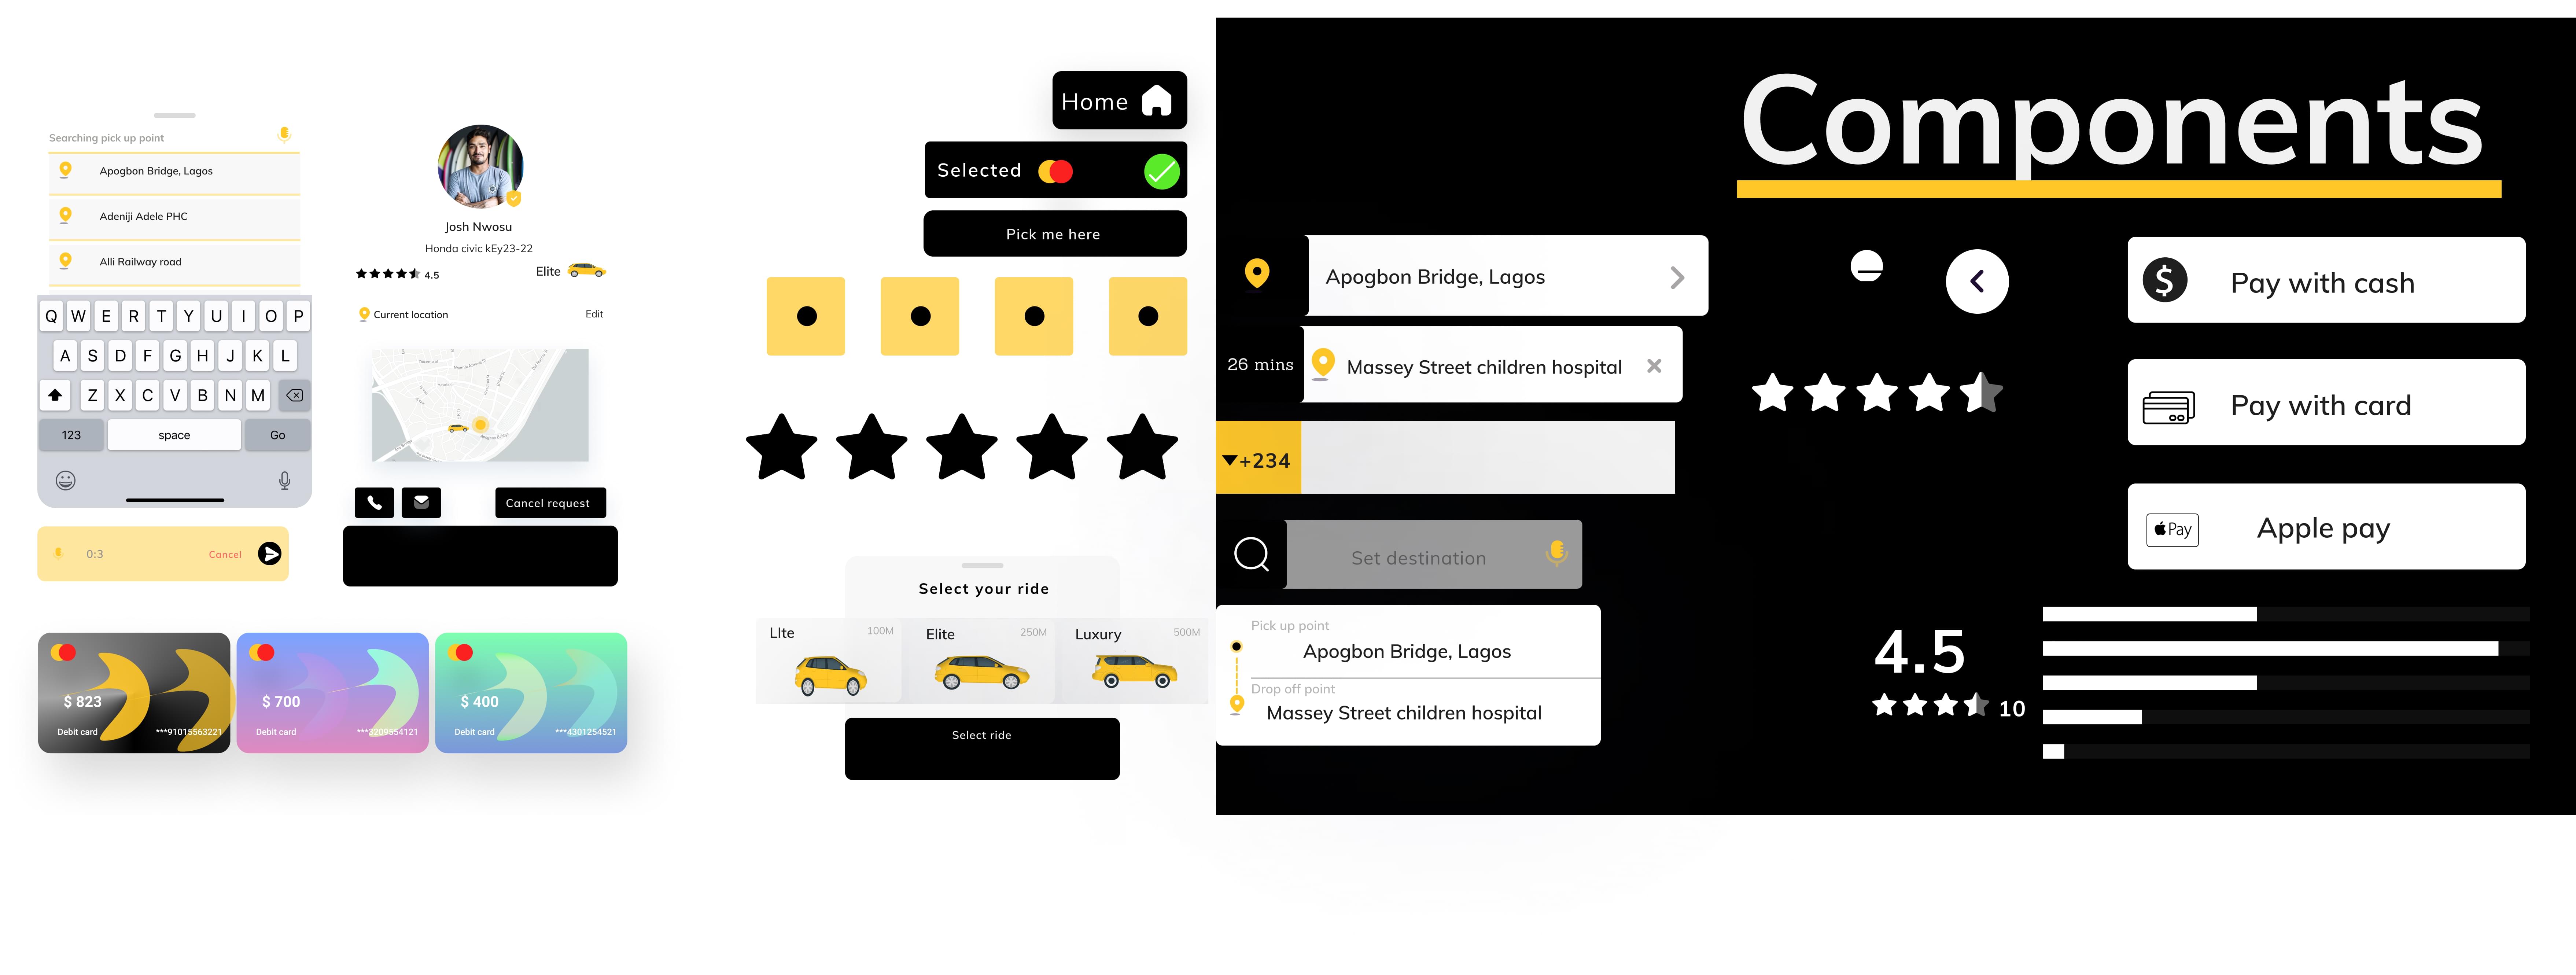 Searching pick up point
Apogbon Bridge, Lagos
Adeniji Adele PHC
Alli Railway road
Q W E R T Y U I O P
A S D F G H J K L
Z X C V B N M
123 space Go
0:3 Cancel
$ 823
Debit card ***91015563221
$ 700
Debit card ***3209854121
$ 400
Debit card ***4301254521
Josh Nwosu
Honda civic kEy23-22
4.5
Elite
Current location Edit
Cancel request
Home
Selected
Pick me here
Select your ride
LIte 100M
Elite 250M
Luxury 500M
Select ride
Components
Apogbon Bridge, Lagos
26 mins Massey Street children hospital
+234
Set destination
Pick up point
Apogbon Bridge, Lagos
Drop off point
Massey Street children hospital
Pay with cash
Pay with card
Pay Apple pay
4.5
10